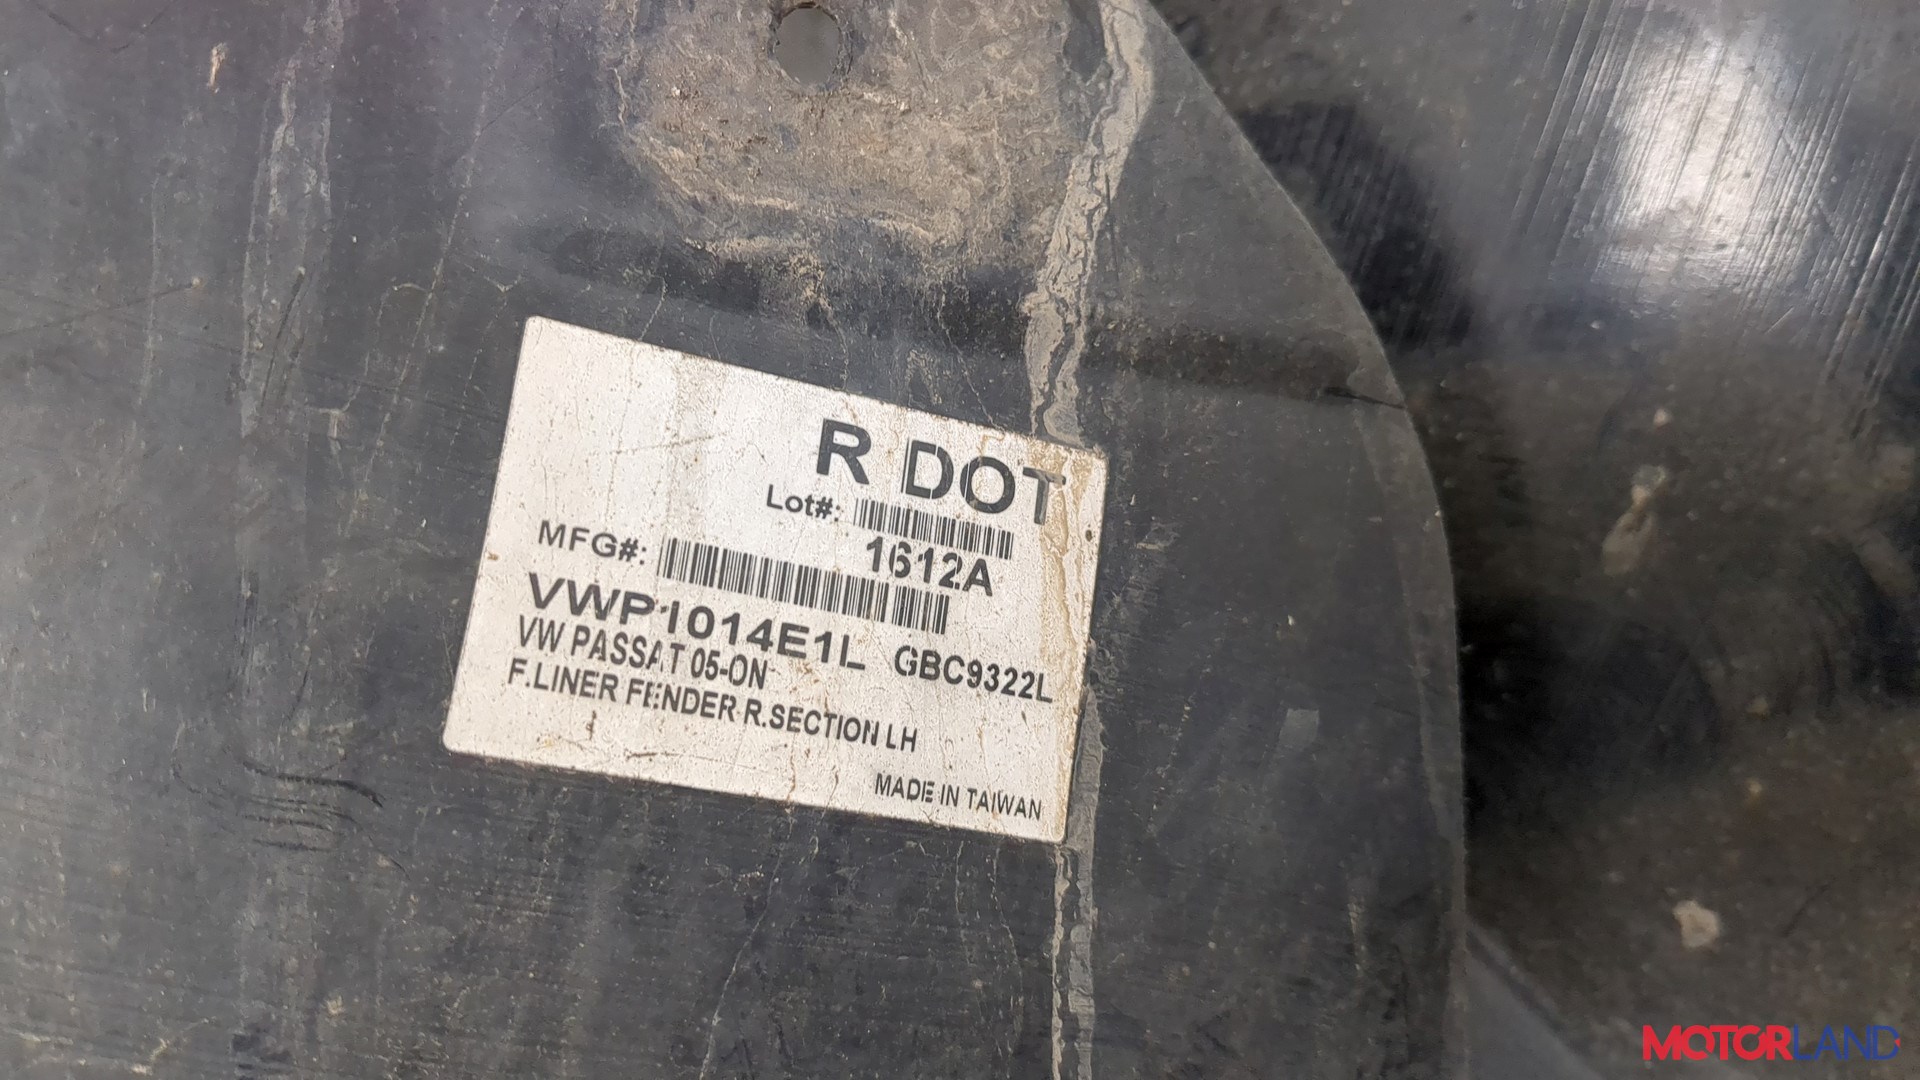 R DOT
Lot#:
1612A
MFG#:
VWP1014E1L GBC9322L
VW PASSAT 05-ON
F.LINER FENDER R.SECTION LH
MADE IN TAIWAN
MOTORLAND